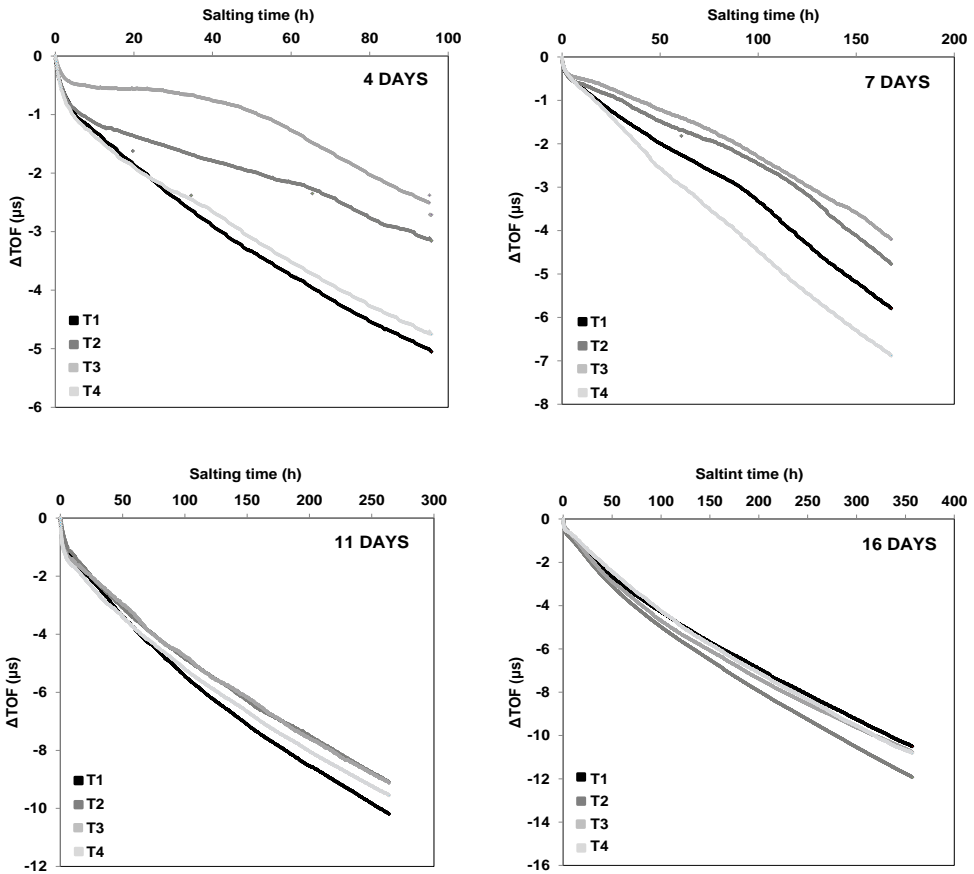 Salting time (h)
0 20 40 60 80 100
0
-1
-2
-3
-4
-5
-6
ΔTOF (µs)
4 DAYS
T1
T2
T3
T4
Salting time (h)
0 50 100 150 200
0
-1
-2
-3
-4
-5
-6
-7
-8
ΔTOF (µs)
7 DAYS
T1
T2
T3
T4
Salting time (h)
0 50 100 150 200 250 300
0
-2
-4
-6
-8
-10
-12
ΔTOF (µs)
11 DAYS
T1
T2
T3
T4
Saltint time (h)
0 50 100 150 200 250 300 350 400
0
-2
-4
-6
-8
-10
-12
-14
-16
ΔTOF (µs)
16 DAYS
T1
T2
T3
T4